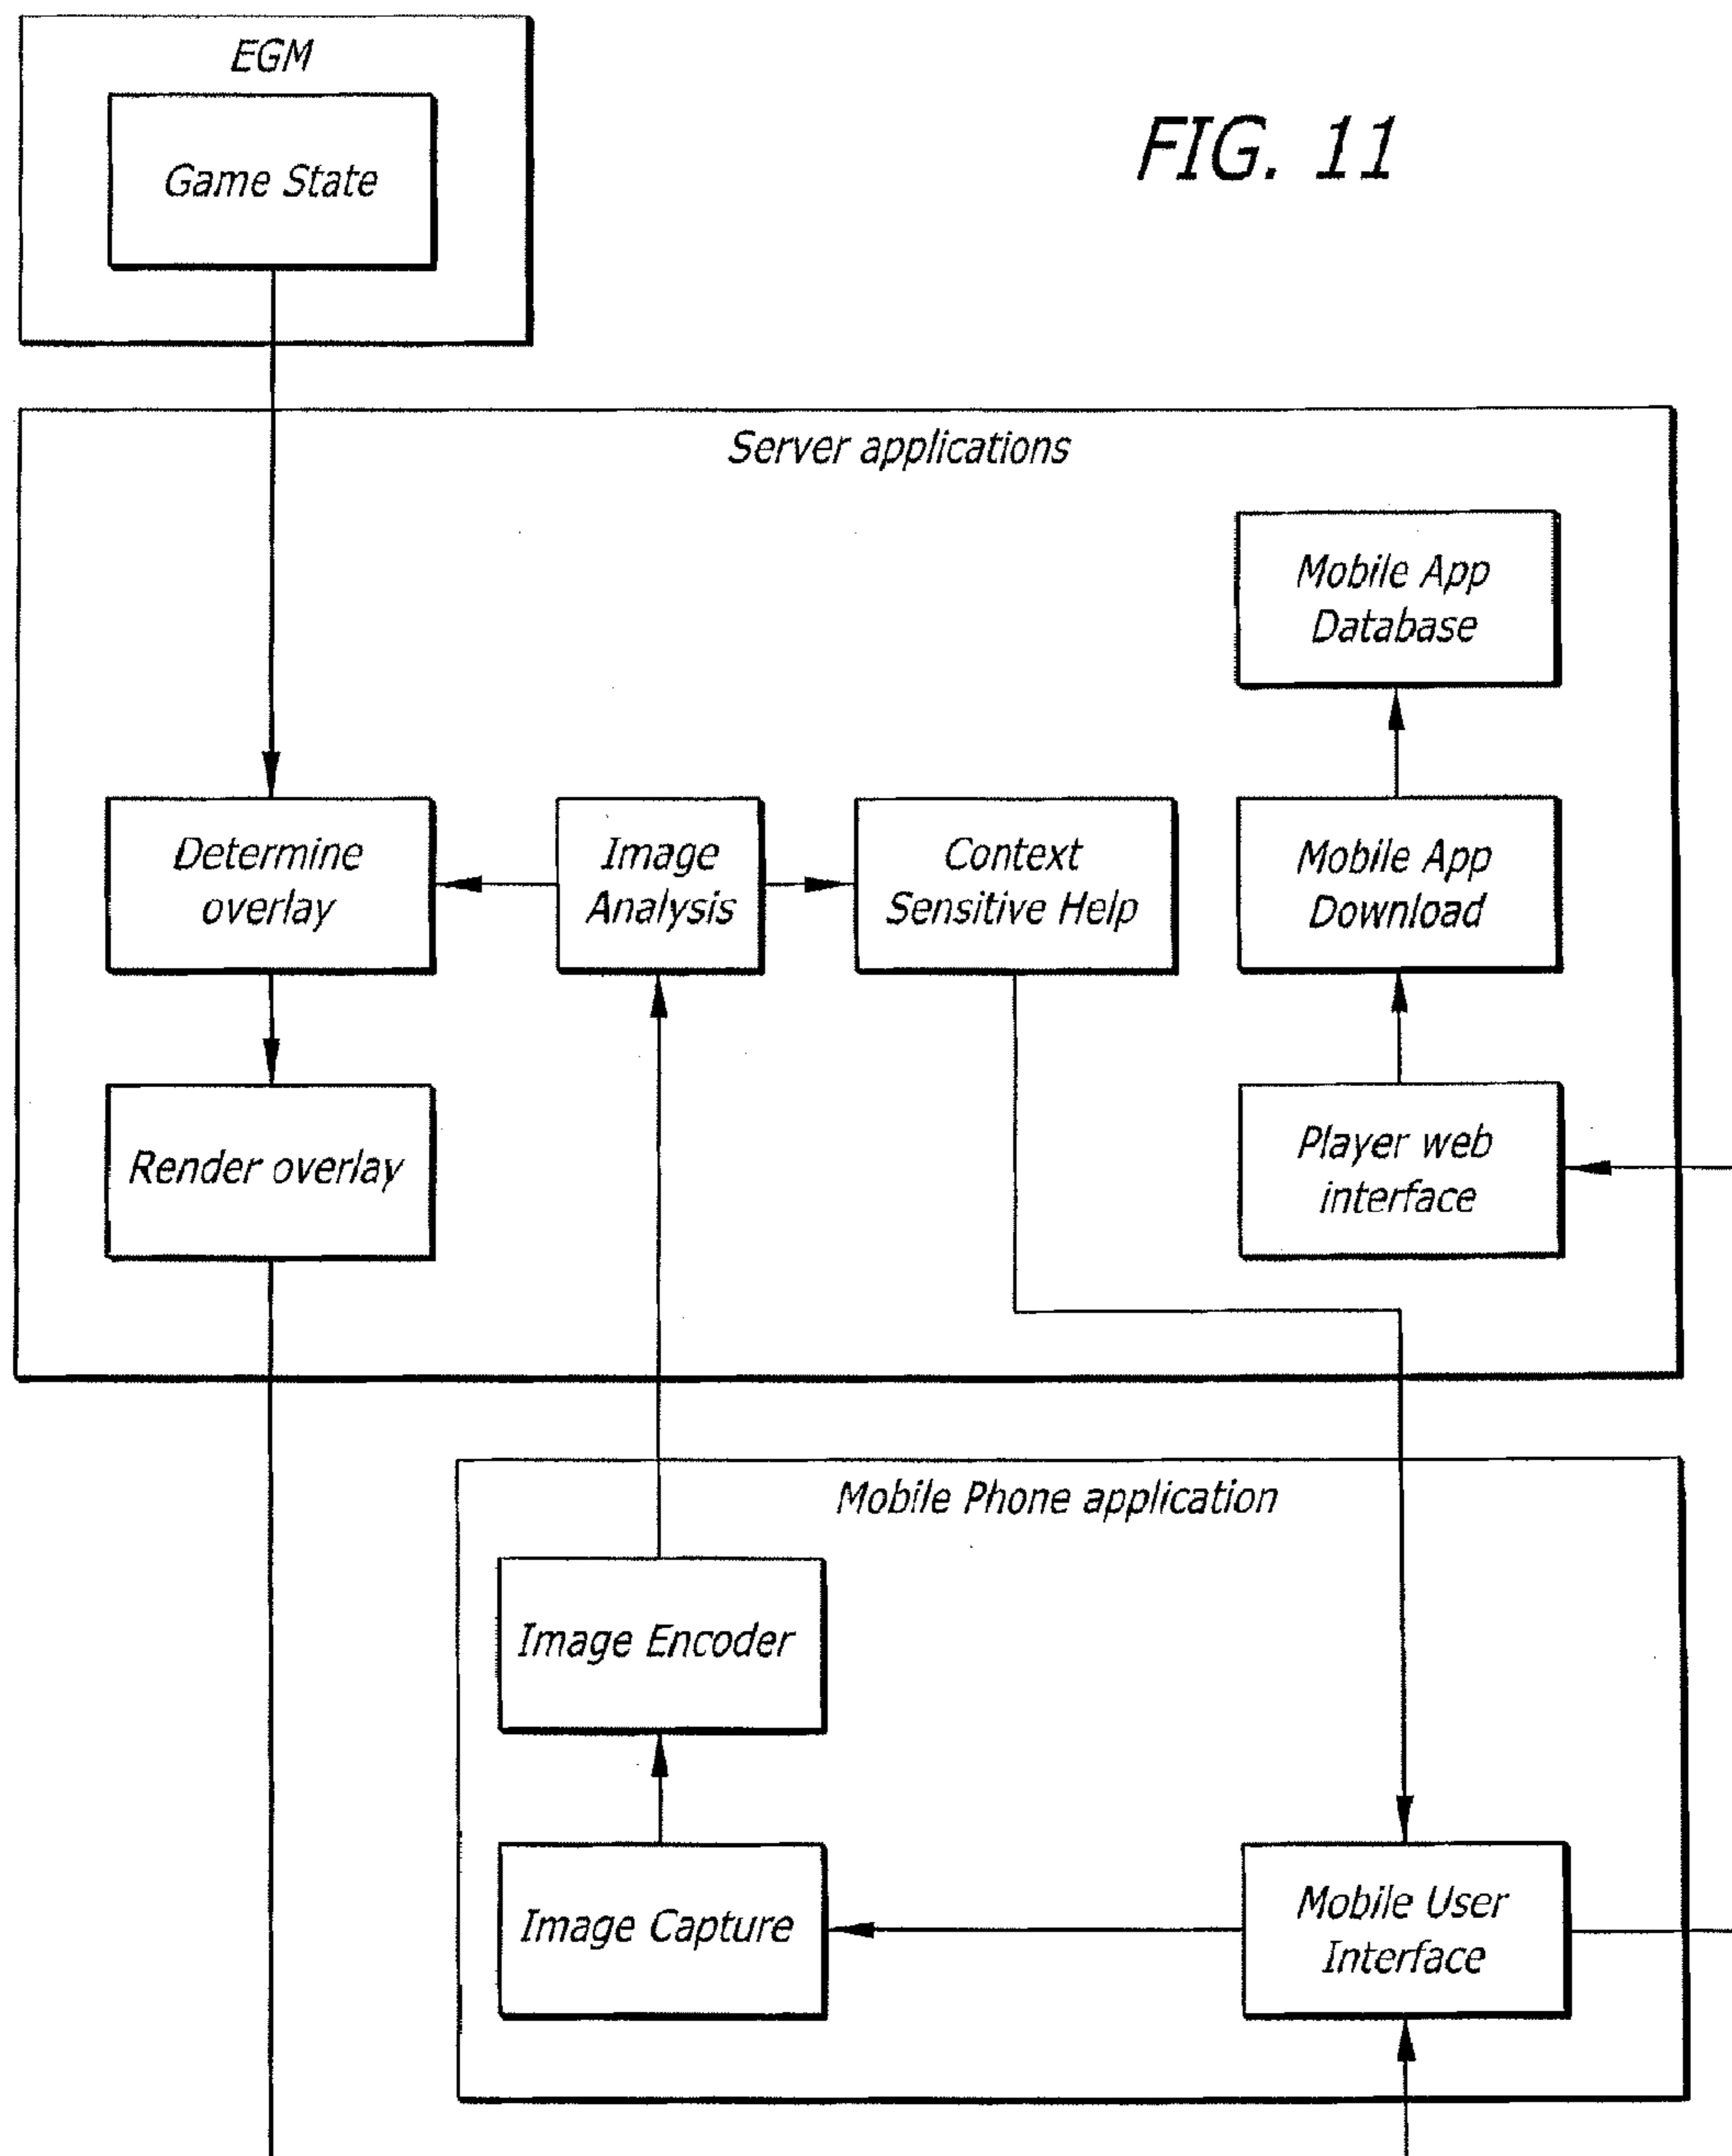 EGM
Game State
FIG. 11
Server applications
Mobile App
Database
Determine
overlay
Image
Analysis
Context
Sensitive Help
Mobile App
Download
Render overlay
Player web
interface
Mobile Phone application
Image Encoder
Image Capture
Mobile User
Interface